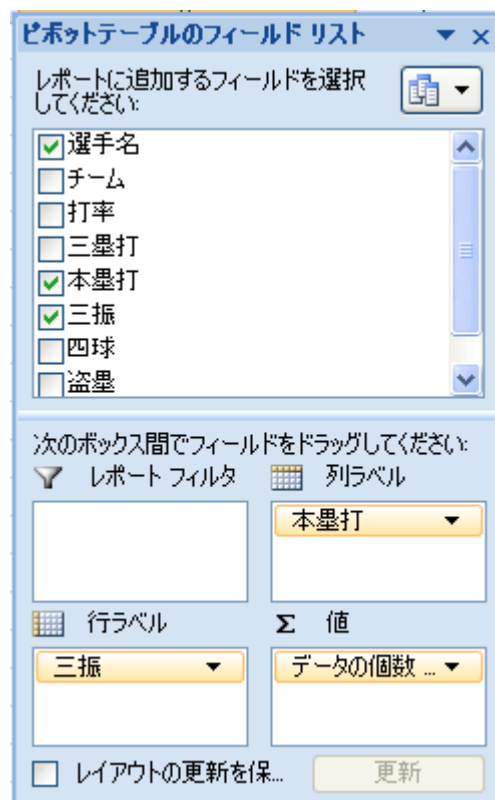 ピボットテーブルのフィールド リスト
レポートに追加するフィールドを選択
してください:
選手名
チーム
打率
三塁打
本塁打
三振
四球
盗塁
次のボックス間でフィールドをドラッグしてください:
レポート フィルタ
列ラベル
本塁打
行ラベル
Σ 値
三振
データの個数 ...
レイアウトの更新を保...
更新